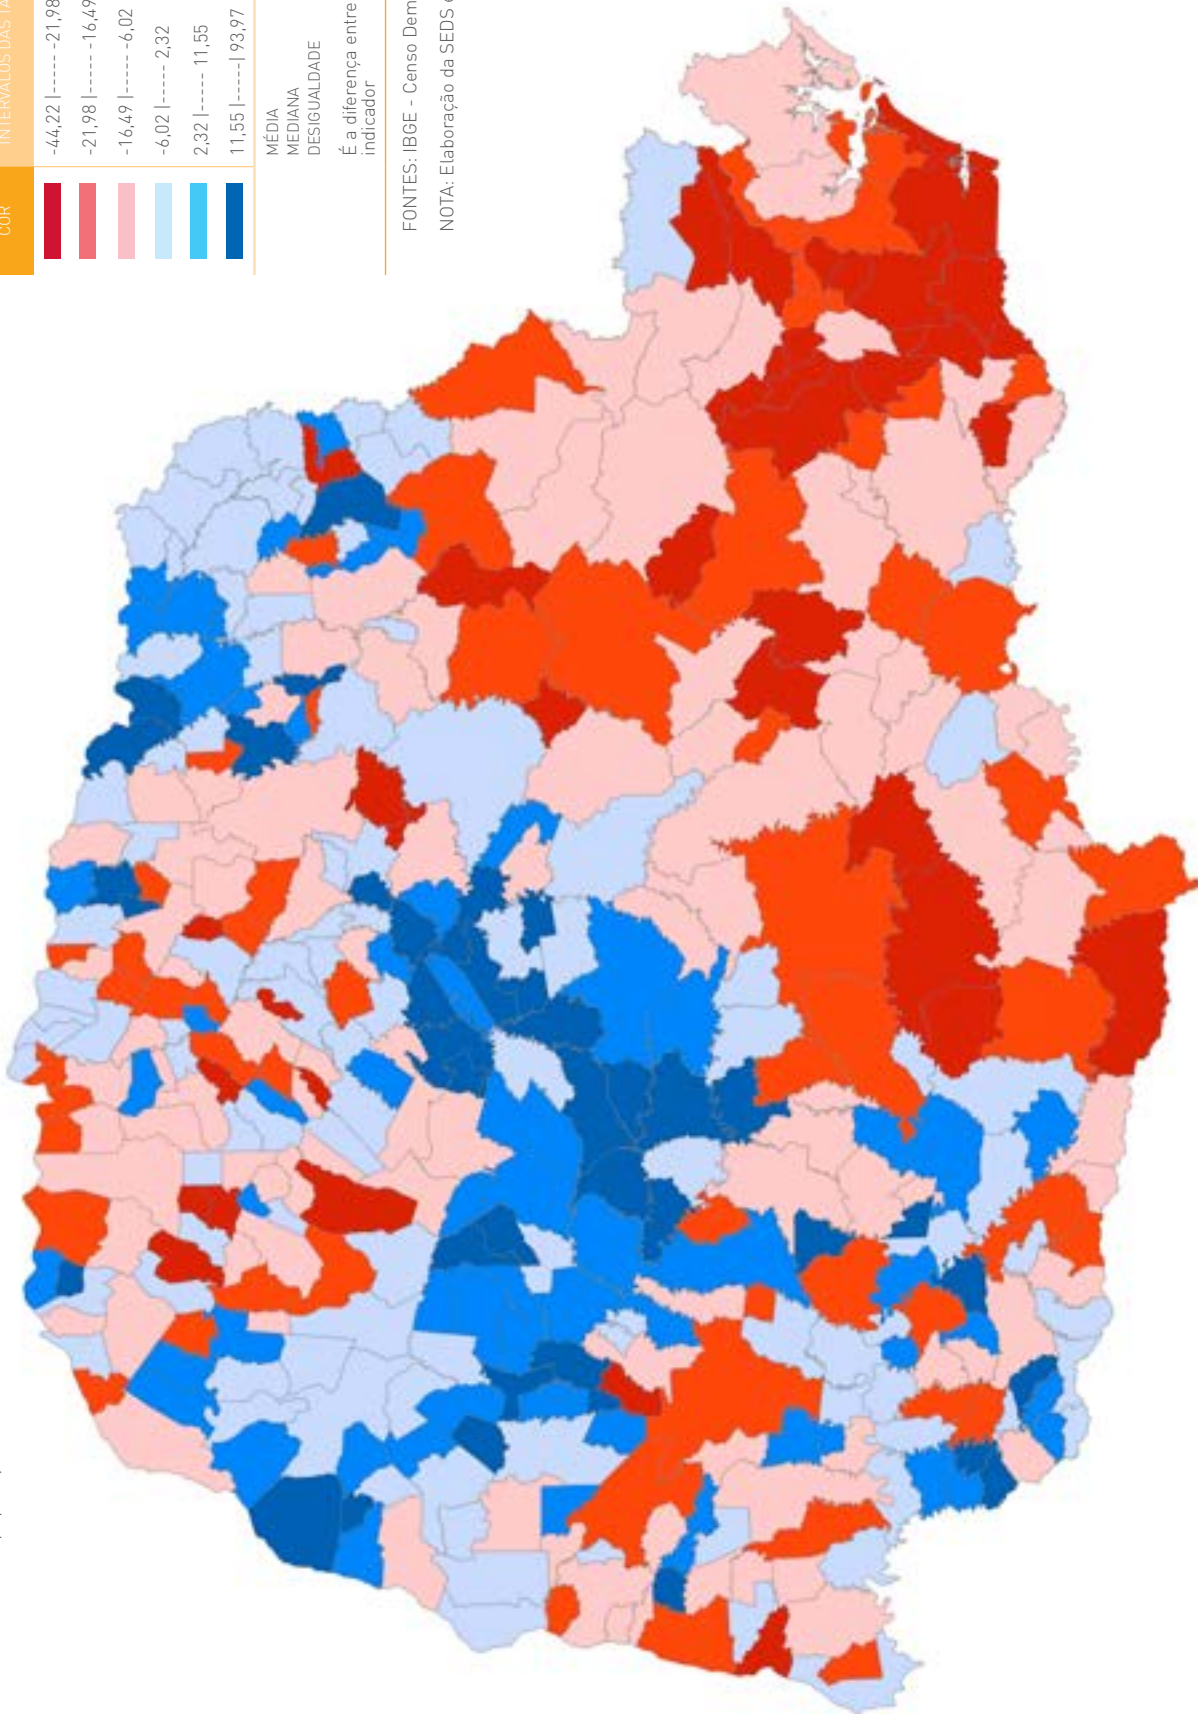 COR
INTERVALOS DAS
-44,22 |----- -21,98
-21,98 |----- -16,49
-16,49 |----- -6,02
-6,02 |----- 2,32
2,32 |----- 11,55
11,55 |-----| 93,97
MÉDIA
MEDIANA
DESIGUALDADE
É a diferença entre
indicador
FONTES: IBGE - Censo Dem
NOTA: Elaboração da SEDS